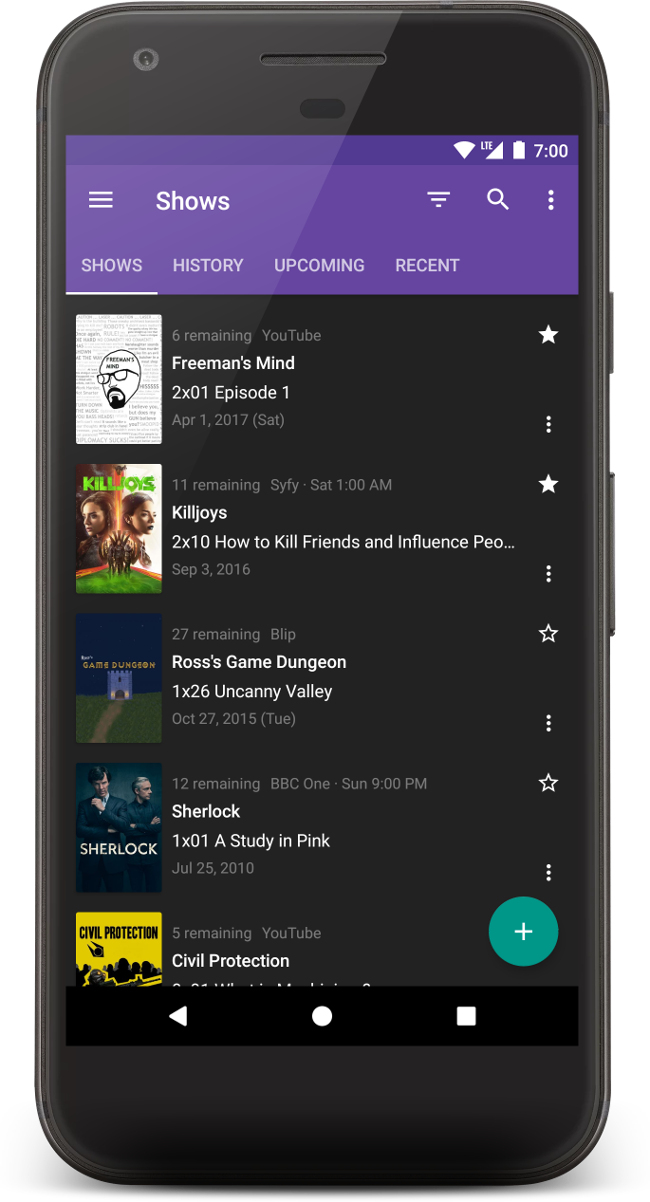 LTE 7:00
Shows
SHOWS HISTORY UPCOMING RECENT
FREEMAN'S
MIND
6 remaining YouTube
Freeman's Mind
2x01 Episode 1
Apr 1, 2017 (Sat)
KILLJOYS
11 remaining Syfy · Sat 1:00 AM
Killjoys
2x10 How to Kill Friends and Influence Peo…
Sep 3, 2016
GAME DUNGEON
27 remaining Blip
Ross's Game Dungeon
1x26 Uncanny Valley
Oct 27, 2015 (Tue)
SHERLOCK
12 remaining BBC One · Sun 9:00 PM
Sherlock
1x01 A Study in Pink
Jul 25, 2010
CIVIL PROTECTION
5 remaining YouTube
Civil Protection